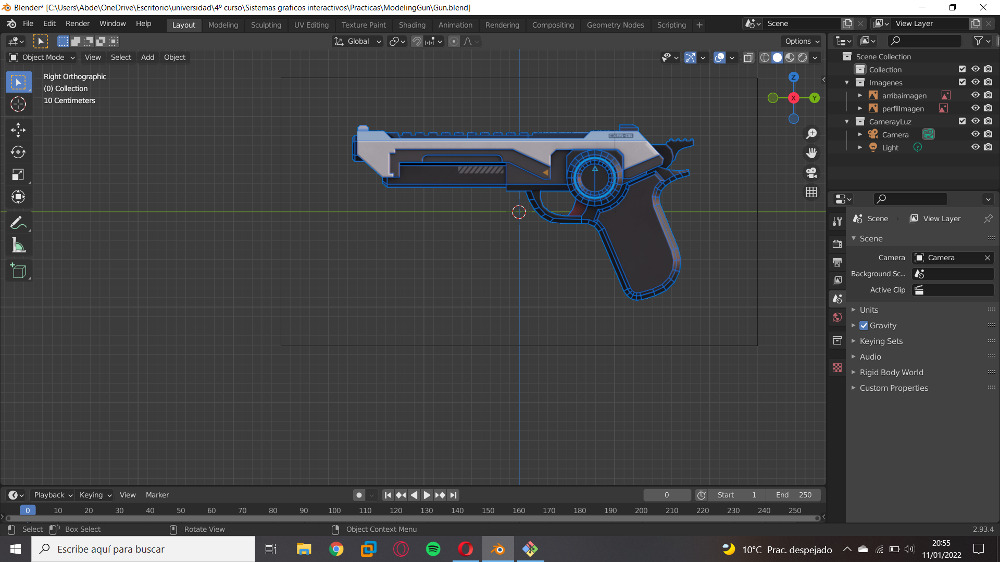 Blender* [C:\Users\Abde\OneDrive\Escritorio\universidad\4º curso\Sistemas graficos interactivos\Practicas\ModelingGun\Gun.blend]
File Edit Render Window Help Layout Modeling Sculpting UV Editing Texture Paint Shading Animation Rendering Compositing Geometry Nodes Scripting + Scene View Layer
Global Options
Object Mode View Select Add Object
Scene Collection
Collection
Imagenes
arribaimagen
perfilImagen
CamerayLuz
Camera
Light
Right Orthographic
(0) Collection
10 Centimeters
Z
X
Y
CXRS-06
Scene View Layer
Scene
Camera Camera
Background Sc...
Active Clip
Units
Gravity
Keying Sets
Audio
Rigid Body World
Custom Properties
Playback Keying View Marker 0 Start 1 End 250
0 10 20 30 40 50 60 70 80 90 100 110 120 130 140 150 160 170 180 190 200 210 220 230 240 250
Select Box Select Rotate View Object Context Menu 2.93.4
Escribe aquí para buscar 10°C Prac. despejado 20:55
11/01/2022